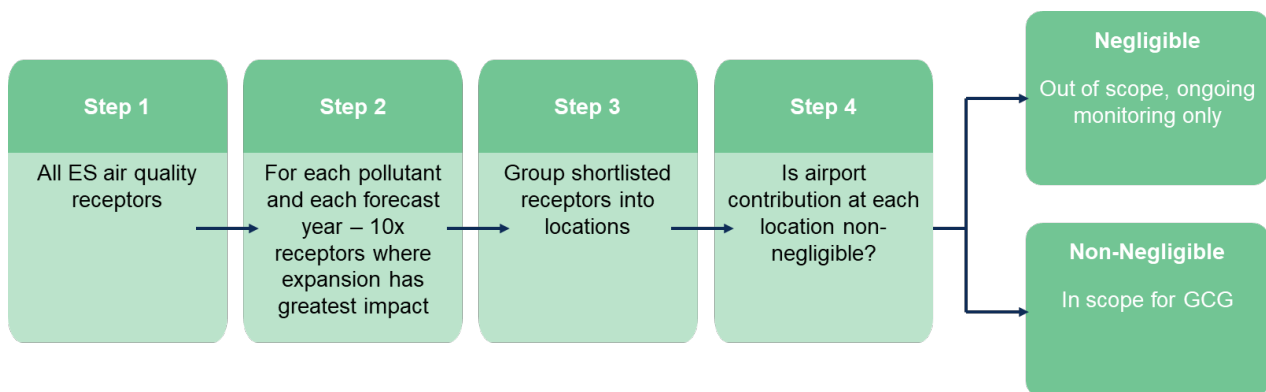 Step 1
All ES air quality
receptors
Step 2
For each pollutant
and each forecast
year – 10x
receptors where
expansion has
greatest impact
Step 3
Group shortlisted
receptors into
locations
Step 4
Is airport
contribution at each
location non-
negligible?
Negligible
Out of scope, ongoing
monitoring only
Non-Negligible
In scope for GCG